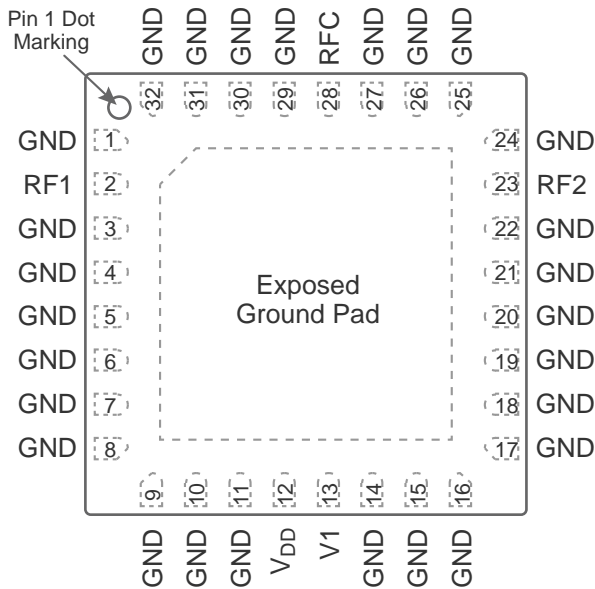 Pin 1 Dot
Marking
GND
GND
GND
GND
RFC
GND
GND
GND
32
31
30
29
28
27
26
25
GND 1
24 GND
RF1 2
23 RF2
GND 3
22 GND
GND 4
21 GND
GND 5
20 GND
GND 6
19 GND
GND 7
18 GND
GND 8
17 GND
Exposed
Ground Pad
9
10
11
12
13
14
15
16
GND
GND
GND
VDD
V1
GND
GND
GND